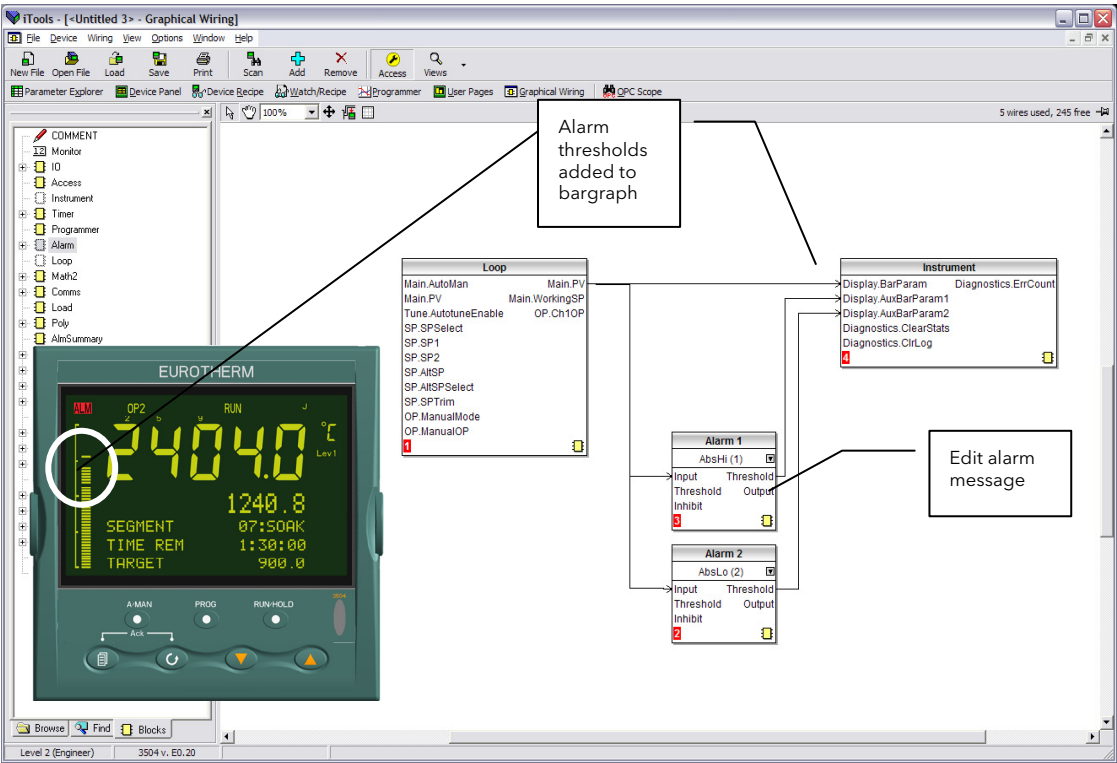 iTools - [<Untitled 3> - Graphical Wiring]
File Device Wiring View Options Window Help
New File Open File Load Save Print Scan Add Remove Access Views
Parameter Explorer Device Panel Device Recipe Watch/Recipe Programmer User Pages Graphical Wiring OPC Scope
100%
5 wires used, 245 free
COMMENT
Monitor
IO
Access
Instrument
Timer
Programmer
Alarm
Loop
Math2
Comms
Load
Poly
AlmSummary
Alarm
thresholds
added to
bargraph
Loop
Main.AutoMan Main.PV
Main.PV Main.WorkingSP
Tune.AutotuneEnable OP.Ch1OP
SP.SPSelect
SP.SP1
SP.SP2
SP.AltSP
SP.AltSPSelect
SP.SPTrim
OP.ManualMode
OP.ManualOP
1
Instrument
Display.BarParam Diagnostics.ErrCount
Display.AuxBarParam1
Display.AuxBarParam2
Diagnostics.ClearStats
Diagnostics.ClrLog
4
Alarm 1
AbsHi (1)
Input Threshold
Threshold Output
Inhibit
3
Alarm 2
AbsLo (2)
Input Threshold
Threshold Output
Inhibit
2
Edit alarm
message
EUROTHERM
ALM OP2 RUN
2404.0 °C
Lev1
1240.8
SEGMENT 07:SOAK
TIME REM 1:30:00
TARGET 900.0
A-MAN PROG RUN-HOLD
3504
Ack
Browse Find Blocks
Level 2 (Engineer) 3504 v. E0.20